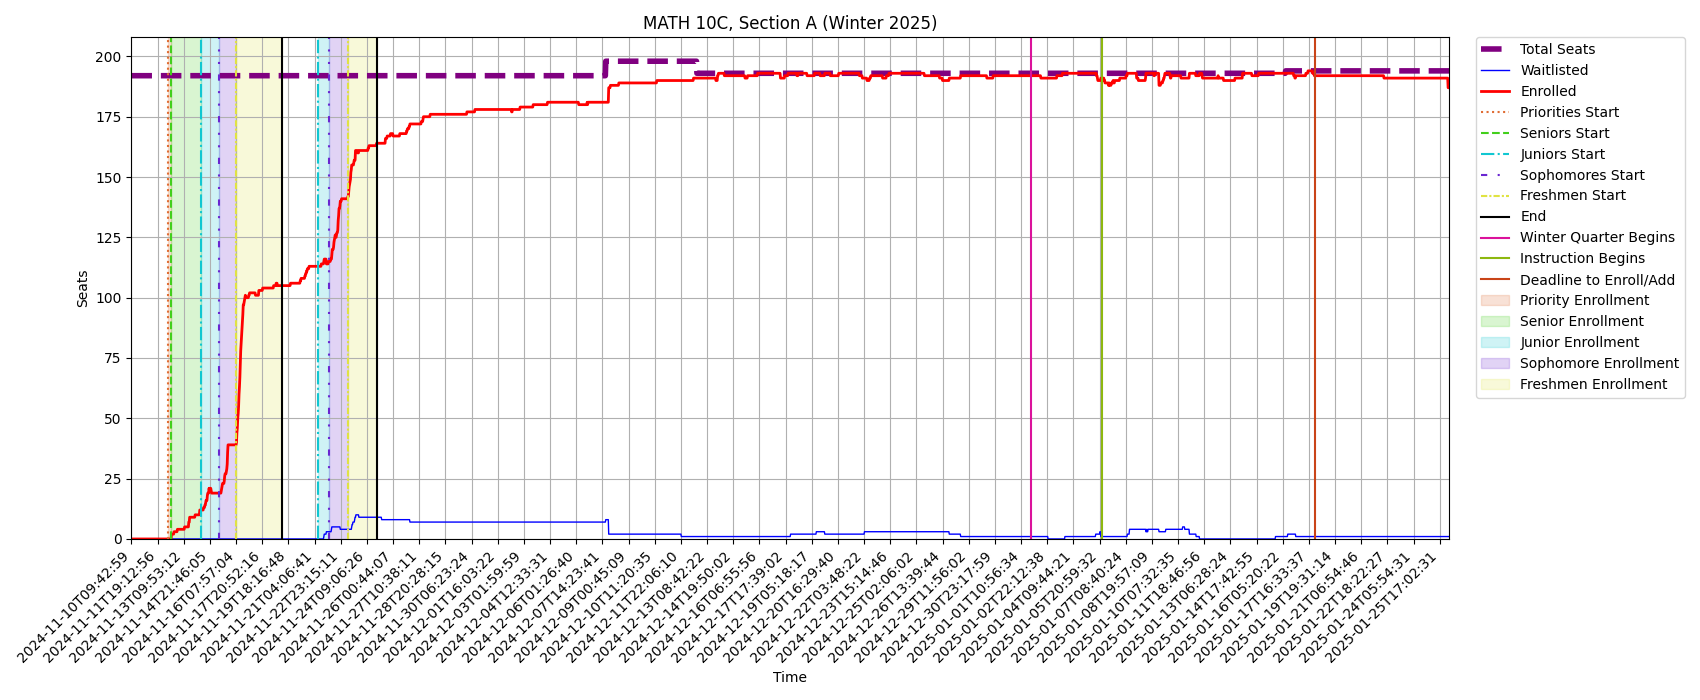 MATH 10C, Section A (Winter 2025)
Total Seats
Waitlisted
Enrolled
Priorities Start
Seniors Start
Juniors Start
Sophomores Start
Freshmen Start
End
Winter Quarter Begins
Instruction Begins
Deadline to Enroll/Add
Priority Enrollment
Senior Enrollment
Junior Enrollment
Sophomore Enrollment
Freshmen Enrollment
Seats
200
175
150
125
100
75
50
25
0
2024-11-10T09:42:59
2024-11-11T19:12:56
2024-11-13T09:53:12
2024-11-14T21:46:05
2024-11-16T07:57:04
2024-11-17T20:52:16
2024-11-19T18:16:48
2024-11-21T04:06:41
2024-11-22T23:15:11
2024-11-24T09:06:26
2024-11-26T00:44:07
2024-11-27T10:38:11
2024-11-28T20:28:15
2024-11-30T06:23:24
2024-12-01T16:03:22
2024-12-03T01:59:59
2024-12-04T12:33:31
2024-12-06T01:26:40
2024-12-07T14:23:41
2024-12-09T00:45:09
2024-12-10T11:20:35
2024-12-11T22:06:10
2024-12-13T08:42:22
2024-12-14T19:50:02
2024-12-16T06:55:56
2024-12-17T17:39:02
2024-12-19T05:18:17
2024-12-20T16:29:40
2024-12-22T03:48:22
2024-12-23T15:14:46
2024-12-25T02:06:02
2024-12-26T13:39:44
2024-12-29T11:56:02
2024-12-30T23:17:59
2025-01-01T10:56:34
2025-01-02T22:12:38
2025-01-04T09:44:21
2025-01-05T20:59:32
2025-01-07T08:40:24
2025-01-08T19:57:09
2025-01-10T07:32:35
2025-01-11T18:46:56
2025-01-13T06:28:24
2025-01-14T17:42:55
2025-01-16T05:20:22
2025-01-17T16:33:37
2025-01-19T19:31:14
2025-01-21T06:54:46
2025-01-22T18:22:27
2025-01-24T05:54:31
2025-01-25T17:02:31
Time